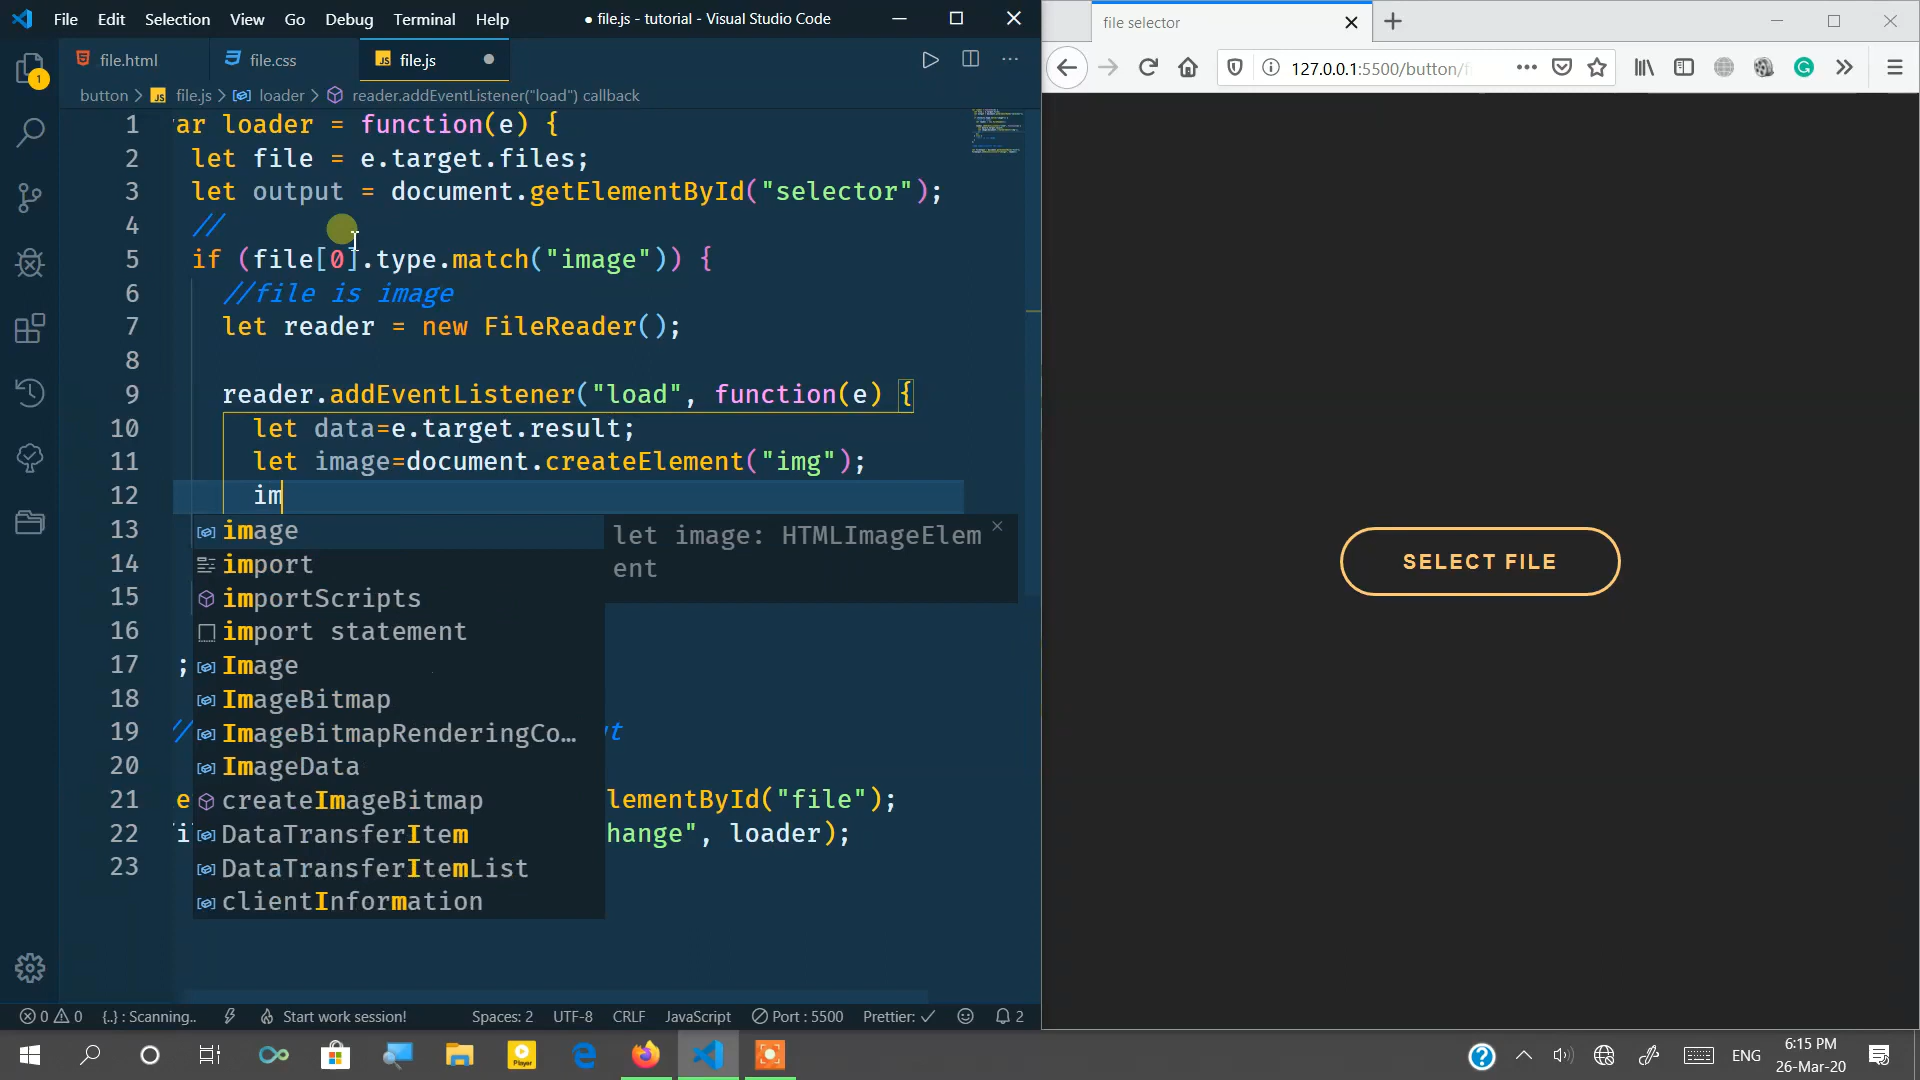 File Edit Selection View Go Debug Terminal Help
● file.js - tutorial - Visual Studio Code
file.html file.css file.js
button > file.js > loader > reader.addEventListener("load") callback
1 var loader = function(e) {
2 let file = e.target.files;
3 let output = document.getElementById("selector");
4 //
5 if (file[0].type.match("image")) {
6 //file is image
7 let reader = new FileReader();
8
9 reader.addEventListener("load", function(e) {
10 let data=e.target.result;
11 let image=document.createElement("img");
12 im
13
14
15
16
17 ;
18
19 // ut
20
21 e lementById("file");
22 i hange", loader);
23
image
import
importScripts
import statement
Image
ImageBitmap
ImageBitmapRenderingCo…
ImageData
createImageBitmap
DataTransferItem
DataTransferItemList
clientInformation
let image: HTMLImageElem
ent
1
0 0 {..} : Scanning.. Start work session! Spaces: 2 UTF-8 CRLF JavaScript Port : 5500 Prettier: ✓ 2
file selector
127.0.0.1:5500/button/f
SELECT FILE
Player
ENG
6:15 PM
26-Mar-20